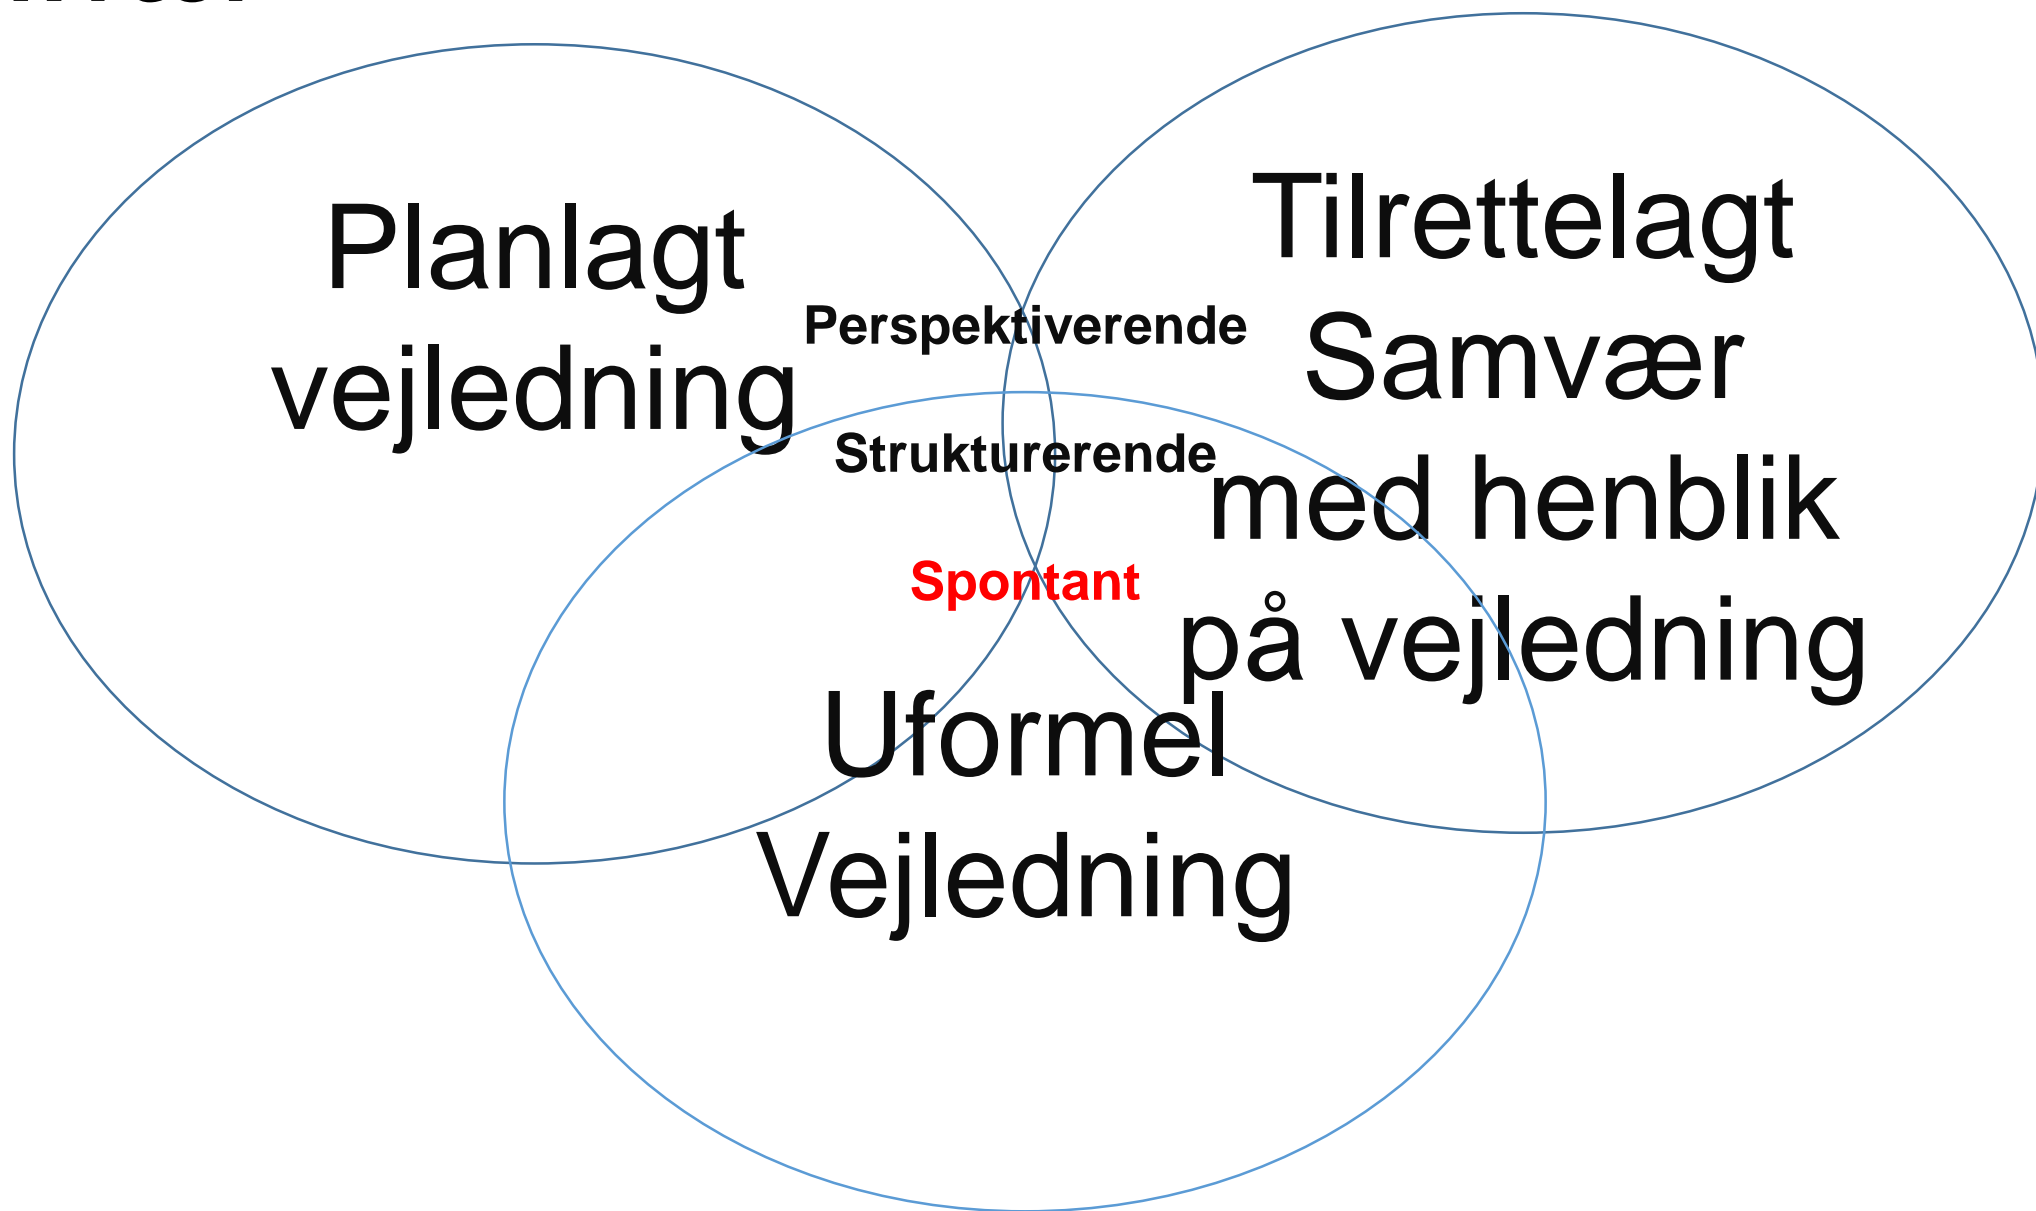 Planlagt
vejledning
Tilrettelagt
Samvær
med henblik
på vejledning
Perspektiverende
Strukturerende
Spontant
Uformel
Vejledning